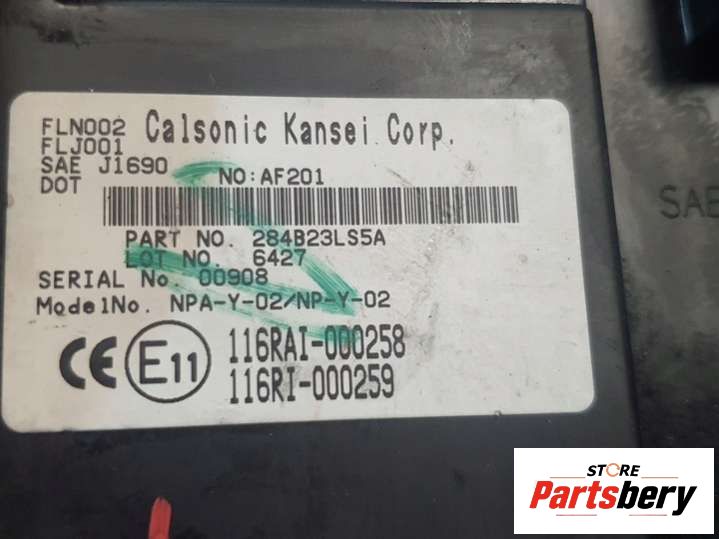 FLN002 Calsonic Kansei Corp.
FLJ001
SAE J1690
DOT
NO:AF201
PART NO. 284B23LS5A
LOT NO. 6427
SERIAL No. 00908
ModelNo. NPA-Y-02/NP-Y-02
CE E11 116RAI-000258
116RI-000259
SAE
STORE
Partsbery